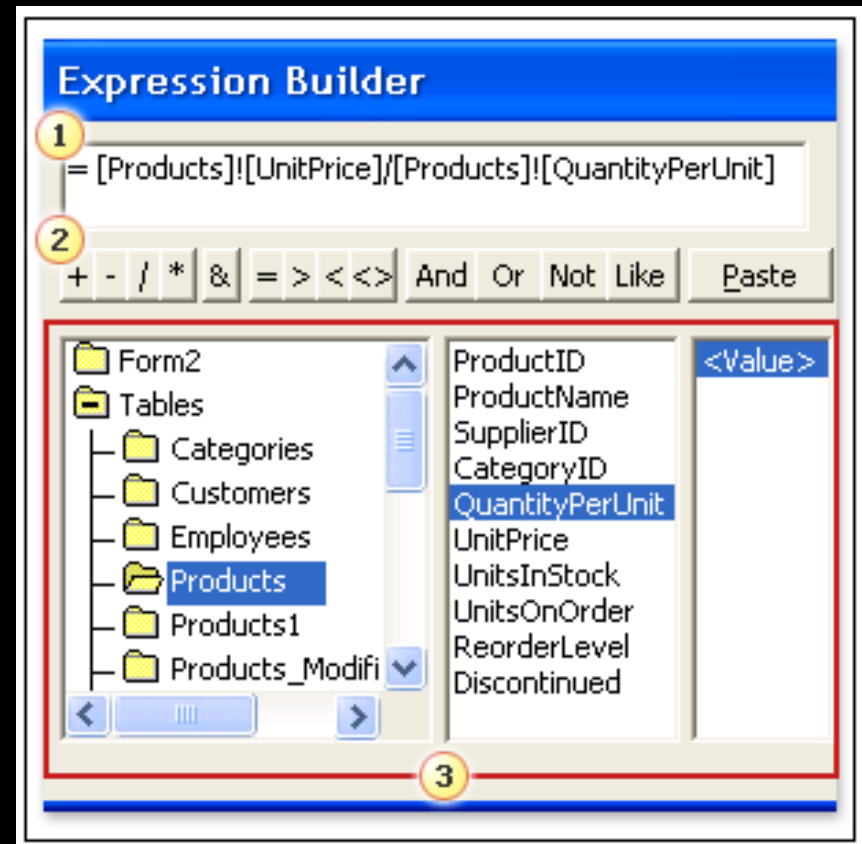 Expression Builder
1
= [Products]![UnitPrice]/[Products]![QuantityPerUnit]
2
+ - / * & = > < <> And Or Not Like Paste
Form2
Tables
Categories
Customers
Employees
Products
Products1
Products_Modifi
ProductID
ProductName
SupplierID
CategoryID
QuantityPerUnit
UnitPrice
UnitsInStock
UnitsOnOrder
ReorderLevel
Discontinued
<Value>
3